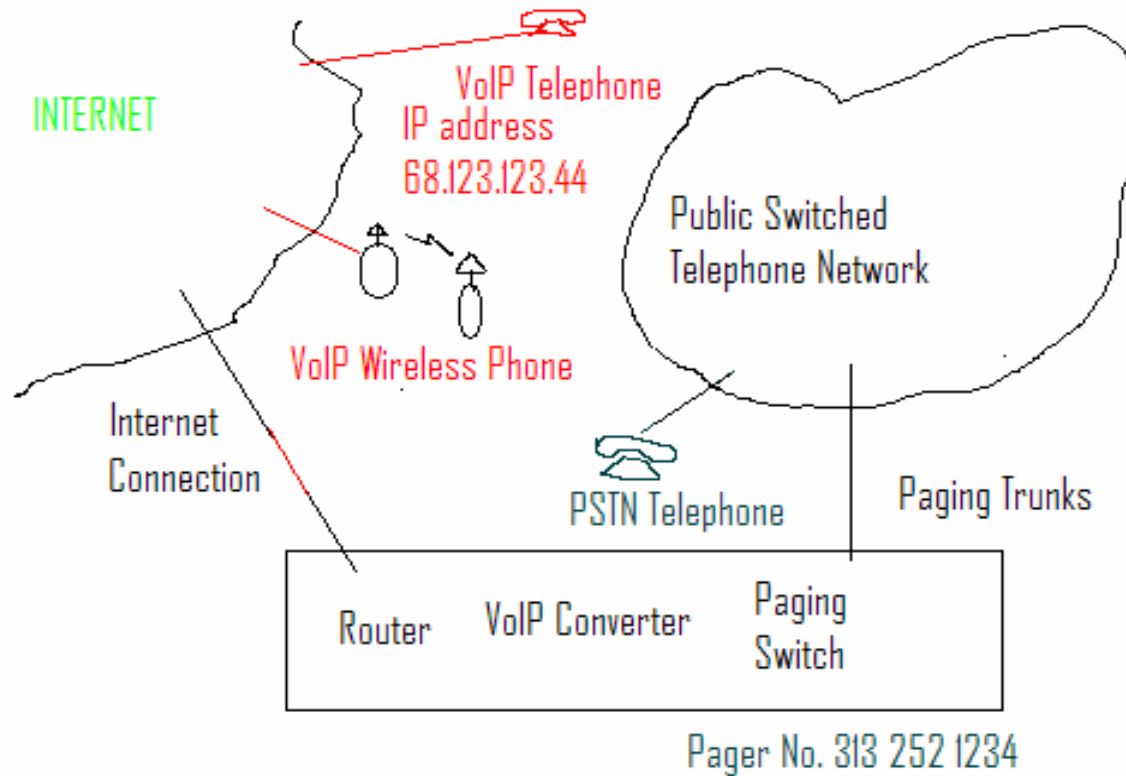 INTERNET
VoIP Telephone
IP address
68.123.123.44
Public Switched
Telephone Network
VoIP Wireless Phone
Internet
Connection
PSTN Telephone
Paging Trunks
Router
VoIP Converter
Paging
Switch
Pager No. 313 252 1234